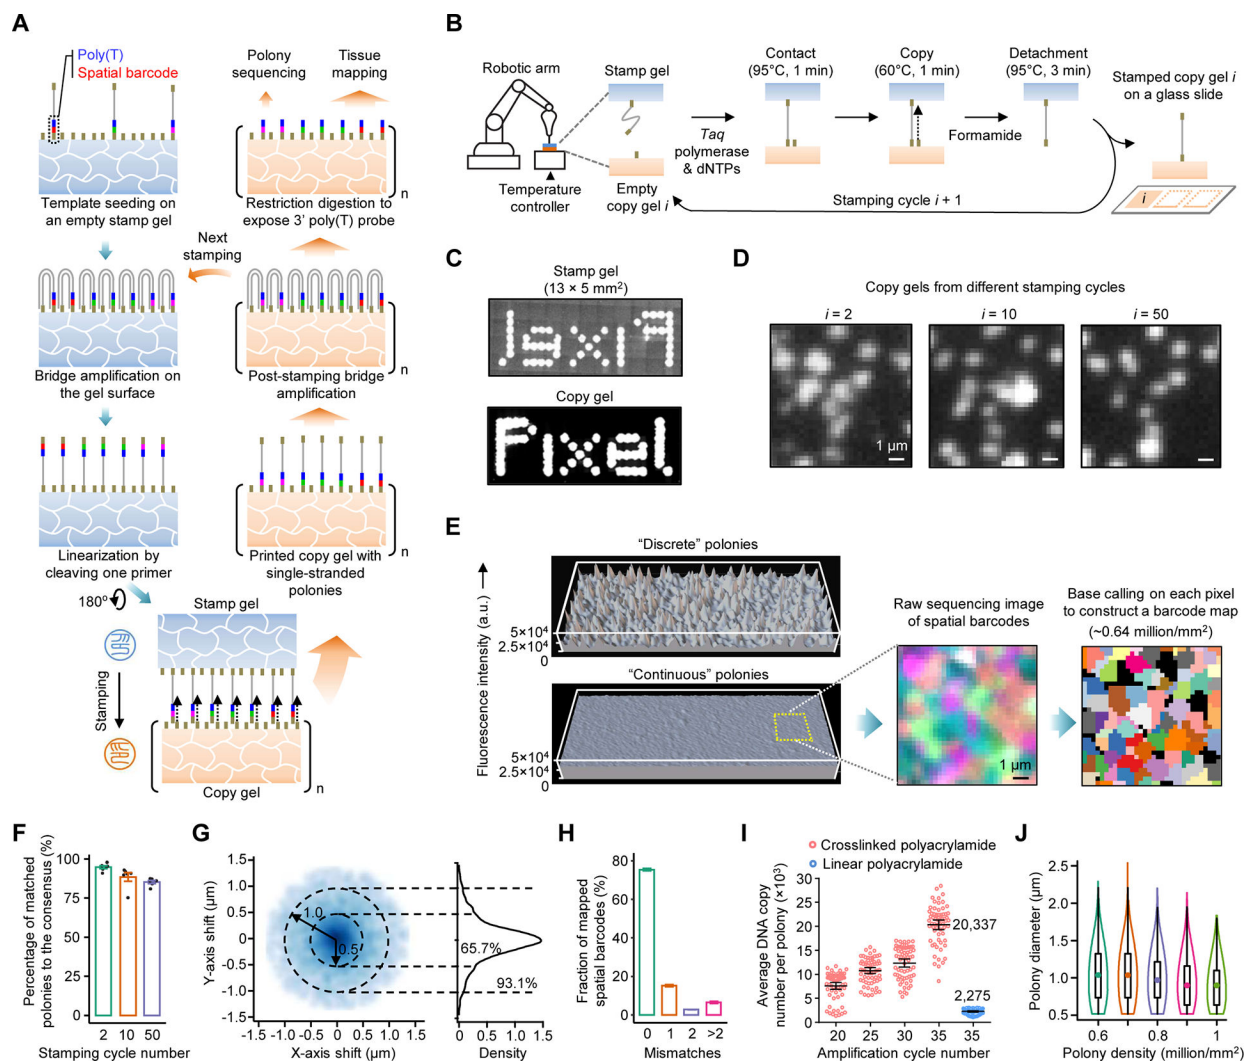 A
Poly(T)
Spatial barcode
Polony
sequencing
Tissue
mapping
n
Template seeding on
an empty stamp gel
Restriction digestion to
expose 3' poly(T) probe
Next
stamping
n
Bridge amplification on
the gel surface
Post-stamping bridge
amplification
n
Linearization by
cleaving one primer
Printed copy gel with
single-stranded
polonies
180°
Stamp gel
Stamping
n
Copy gel
B
Robotic arm
Stamp gel
Temperature
controller
Empty
copy gel i
Taq
polymerase
& dNTPs
Contact
(95°C, 1 min)
Copy
(60°C, 1 min)
Formamide
Detachment
(95°C, 3 min)
Stamped copy gel i
on a glass slide
Stamping cycle i + 1
i
C
Stamp gel
(13 × 5 mm²)
Copy gel
Pixel
D
Copy gels from different stamping cycles
i = 2
i = 10
i = 50
1 µm
E
"Discrete" polonies
Fluorescence intensity (a.u.)
5×10⁴
2.5×10⁴
0
"Continuous" polonies
5×10⁴
2.5×10⁴
0
Raw sequencing image
of spatial barcodes
1 µm
Base calling on each pixel
to construct a barcode map
(~0.64 million/mm²)
F
Percentage of matched
polonies to the consensus (%)
100
75
50
25
0
2 10 50
Stamping cycle number
G
Y-axis shift (µm)
1.5
1.0
0.5
0
-0.5
-1.0
-1.5
1.0
0.5
-1.5 -1.0 -0.5 0 0.5 1.0 1.5
X-axis shift (µm)
65.7%
93.1%
0 0.5 1.0 1.5
Density
H
Fraction of mapped
spatial barcodes (%)
80
60
40
20
0
0 1 2 >2
Mismatches
I
Crosslinked polyacrylamide
Linear polyacrylamide
Average DNA copy
number per polony (×10³)
30
25
20
15
10
5
0
20,337
2,275
20 25 30 35 35
Amplification cycle number
J
Polony diameter (µm)
2.5
2.0
1.5
1.0
0.5
0.6 0.8 1
Polony density (million/mm²)